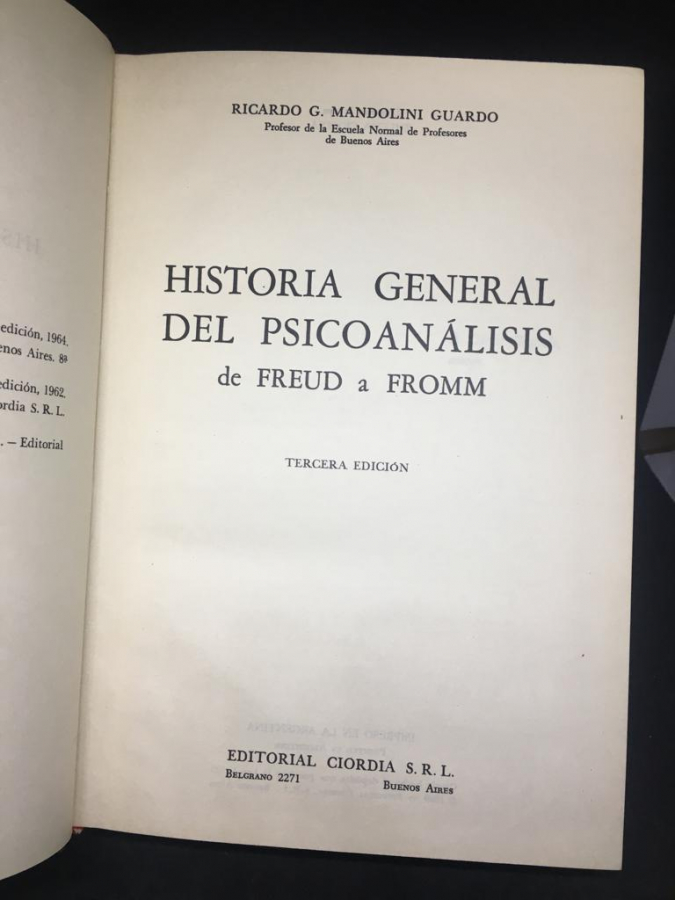 edición, 1964.
enos Aires. 8ª
edición, 1962.
ordia S. R. L.
. — Editorial
RICARDO G. MANDOLINI GUARDO
Profesor de la Escuela Normal de Profesores
de Buenos Aires
HISTORIA GENERAL
DEL PSICOANÁLISIS
de FREUD a FROMM
TERCERA EDICIÓN
EDITORIAL CIORDIA S. R. L.
BELGRANO 2271 BUENOS AIRES